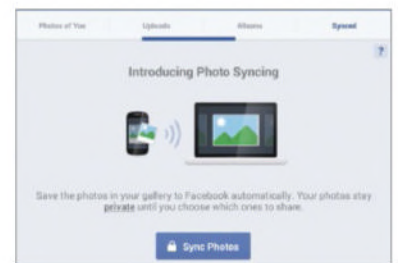 Photos of You Uploads Albums Synced
?
Introducing Photo Syncing
Save the photos in your gallery to Facebook automatically. Your photos stay
private until you choose which ones to share.
Sync Photos